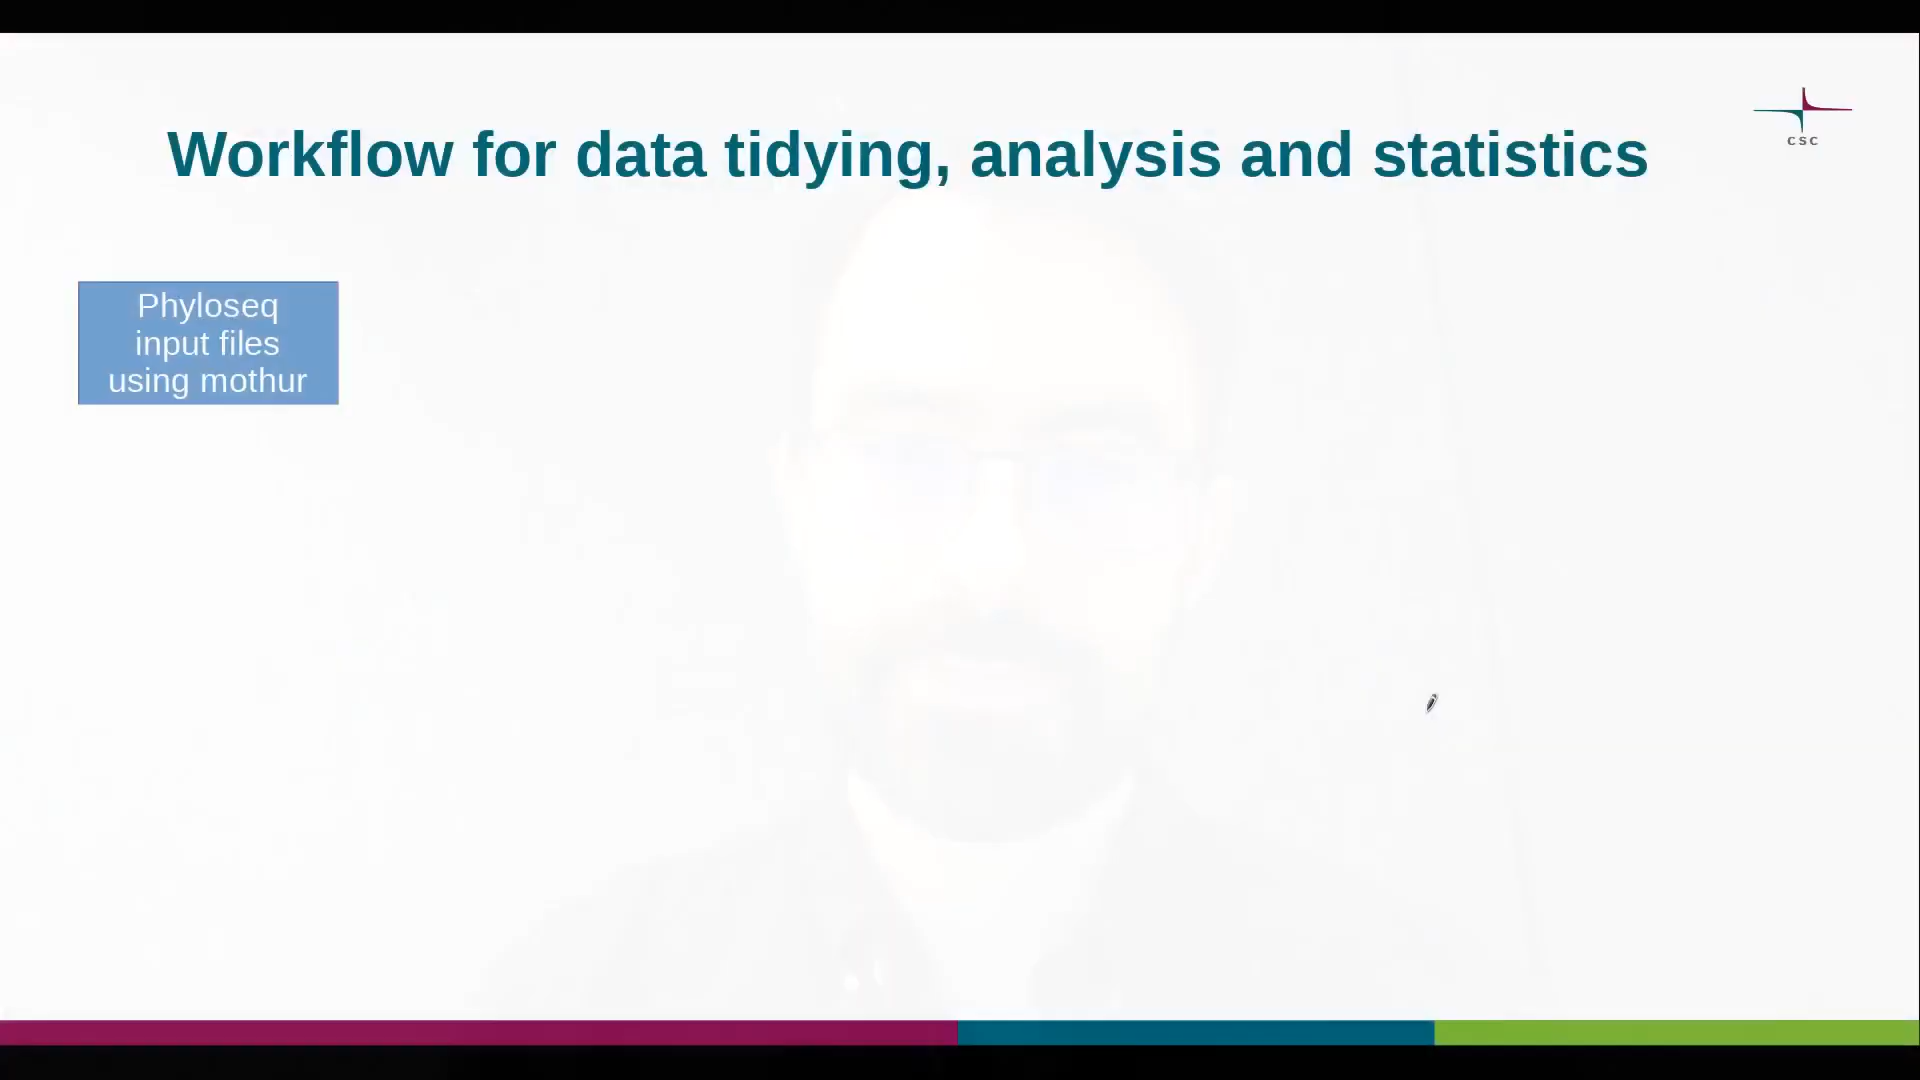 Workflow for data tidying, analysis and statistics
CSC
Phyloseq
input files
using mothur